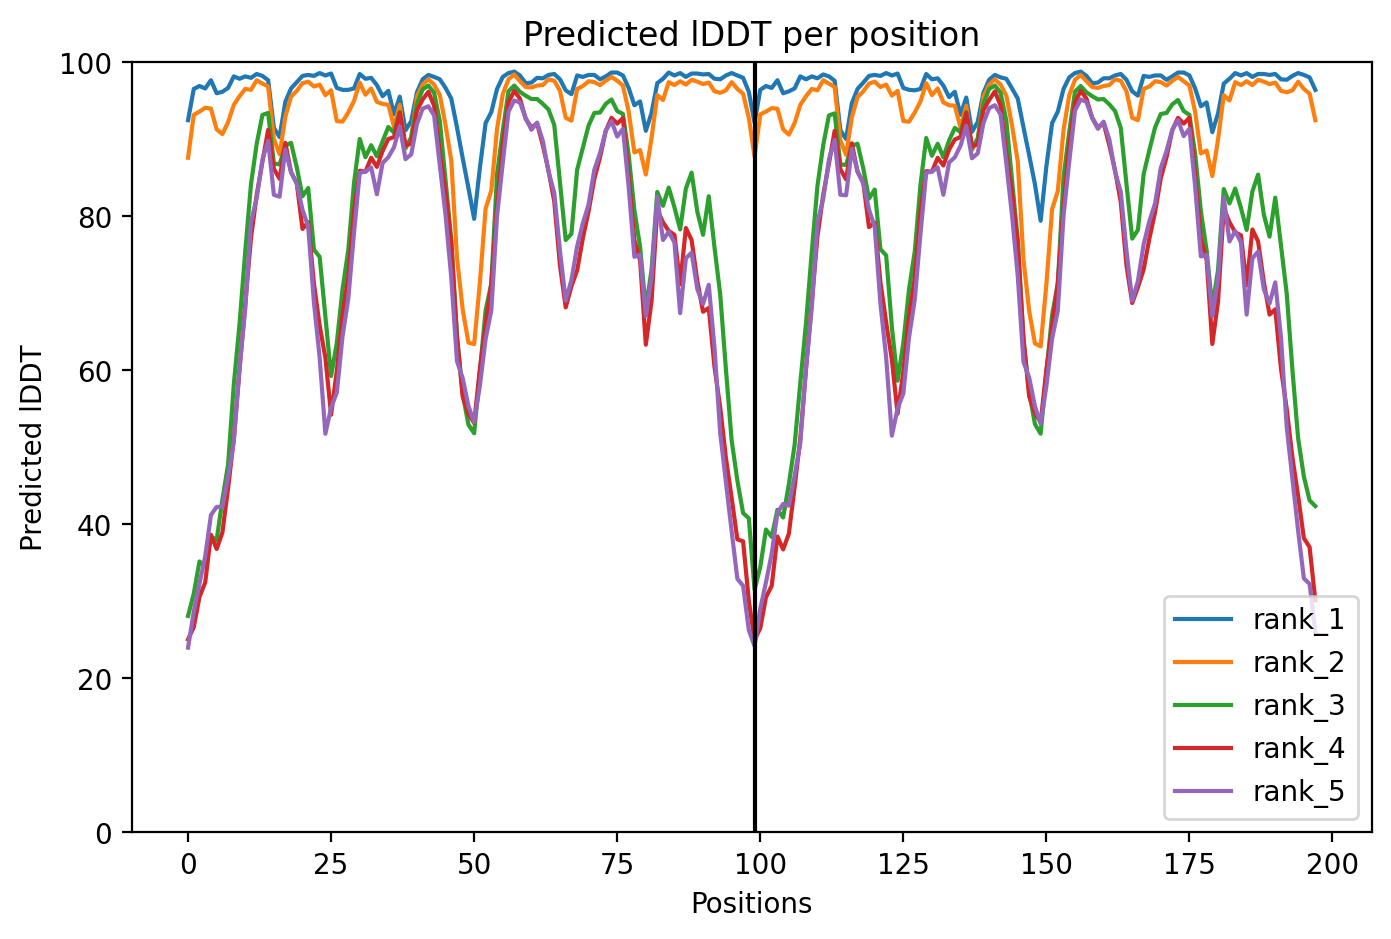 Predicted lDDT per position
Predicted lDDT
100
80
60
40
20
0
0 25 50 75 100 125 150 175 200
Positions
rank_1
rank_2
rank_3
rank_4
rank_5